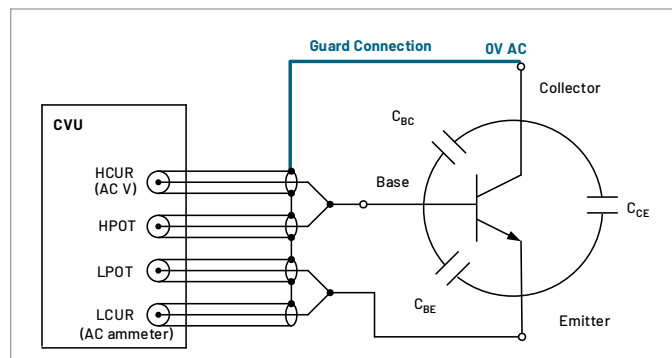 Guard Connection
0V AC
Collector
CVU
C_BC
HCUR
(AC V)
Base
HPOT
C_CE
LPOT
C_BE
LCUR
(AC ammeter)
Emitter